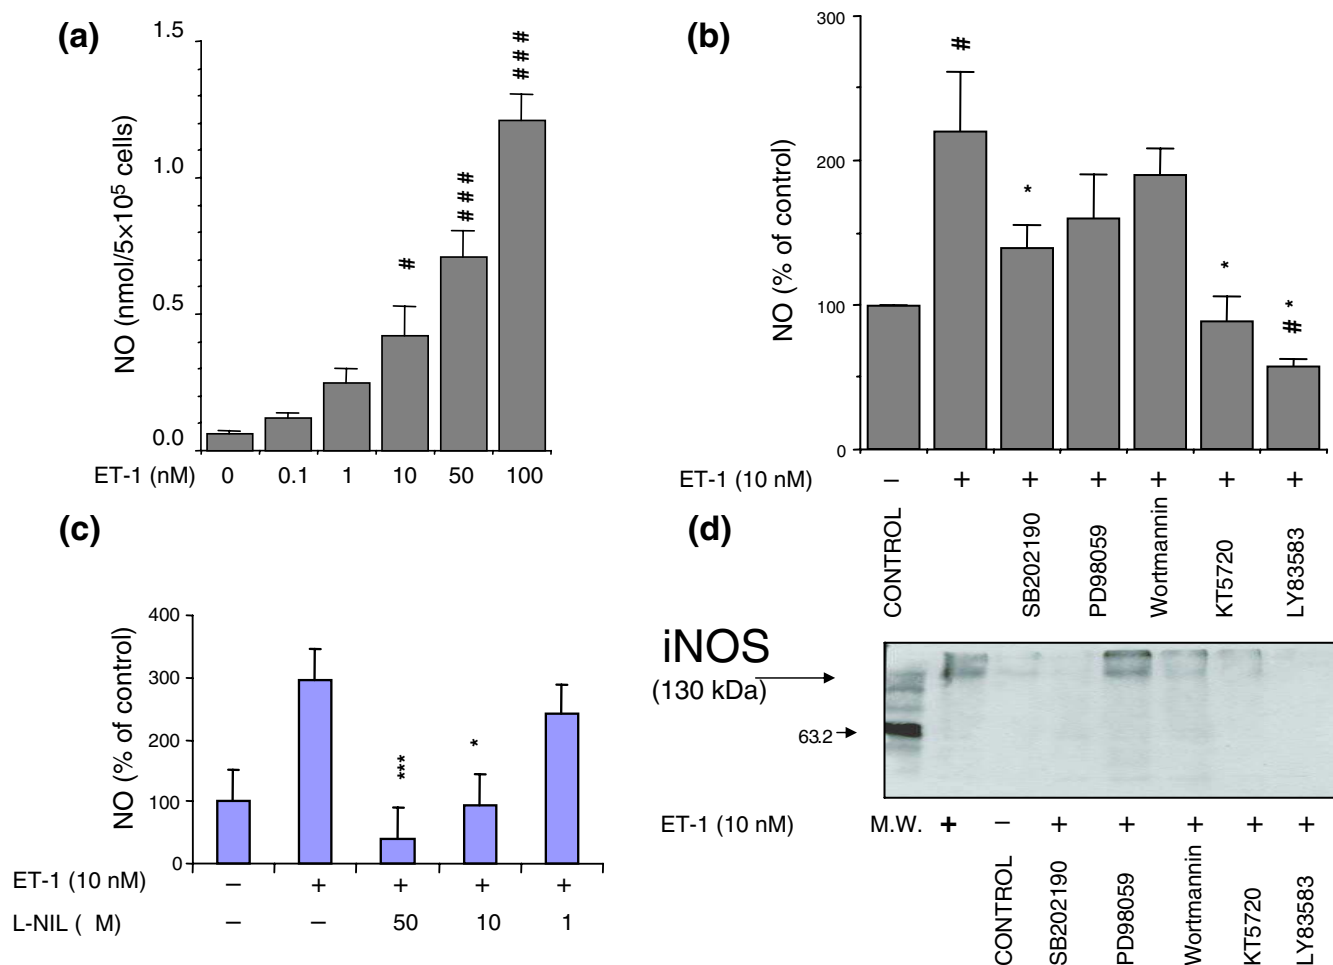 (a)
1.5
1.0
0.5
0.0
NO (nmol/5×10⁵ cells)
#
###
###
ET-1 (nM) 0 0.1 1 10 50 100
(b)
300
200
100
0
NO (% of control)
#
*
*
*
#
ET-1 (10 nM) – + + + + + +
CONTROL
SB202190
PD98059
Wortmannin
KT5720
LY83583
(c)
400
300
200
100
0
NO (% of control)
***
*
ET-1 (10 nM) – + + + +
L-NIL ( M) – – 50 10 1
(d)
iNOS
(130 kDa)
63.2
ET-1 (10 nM) M.W. + – + + + + +
CONTROL
SB202190
PD98059
Wortmannin
KT5720
LY83583